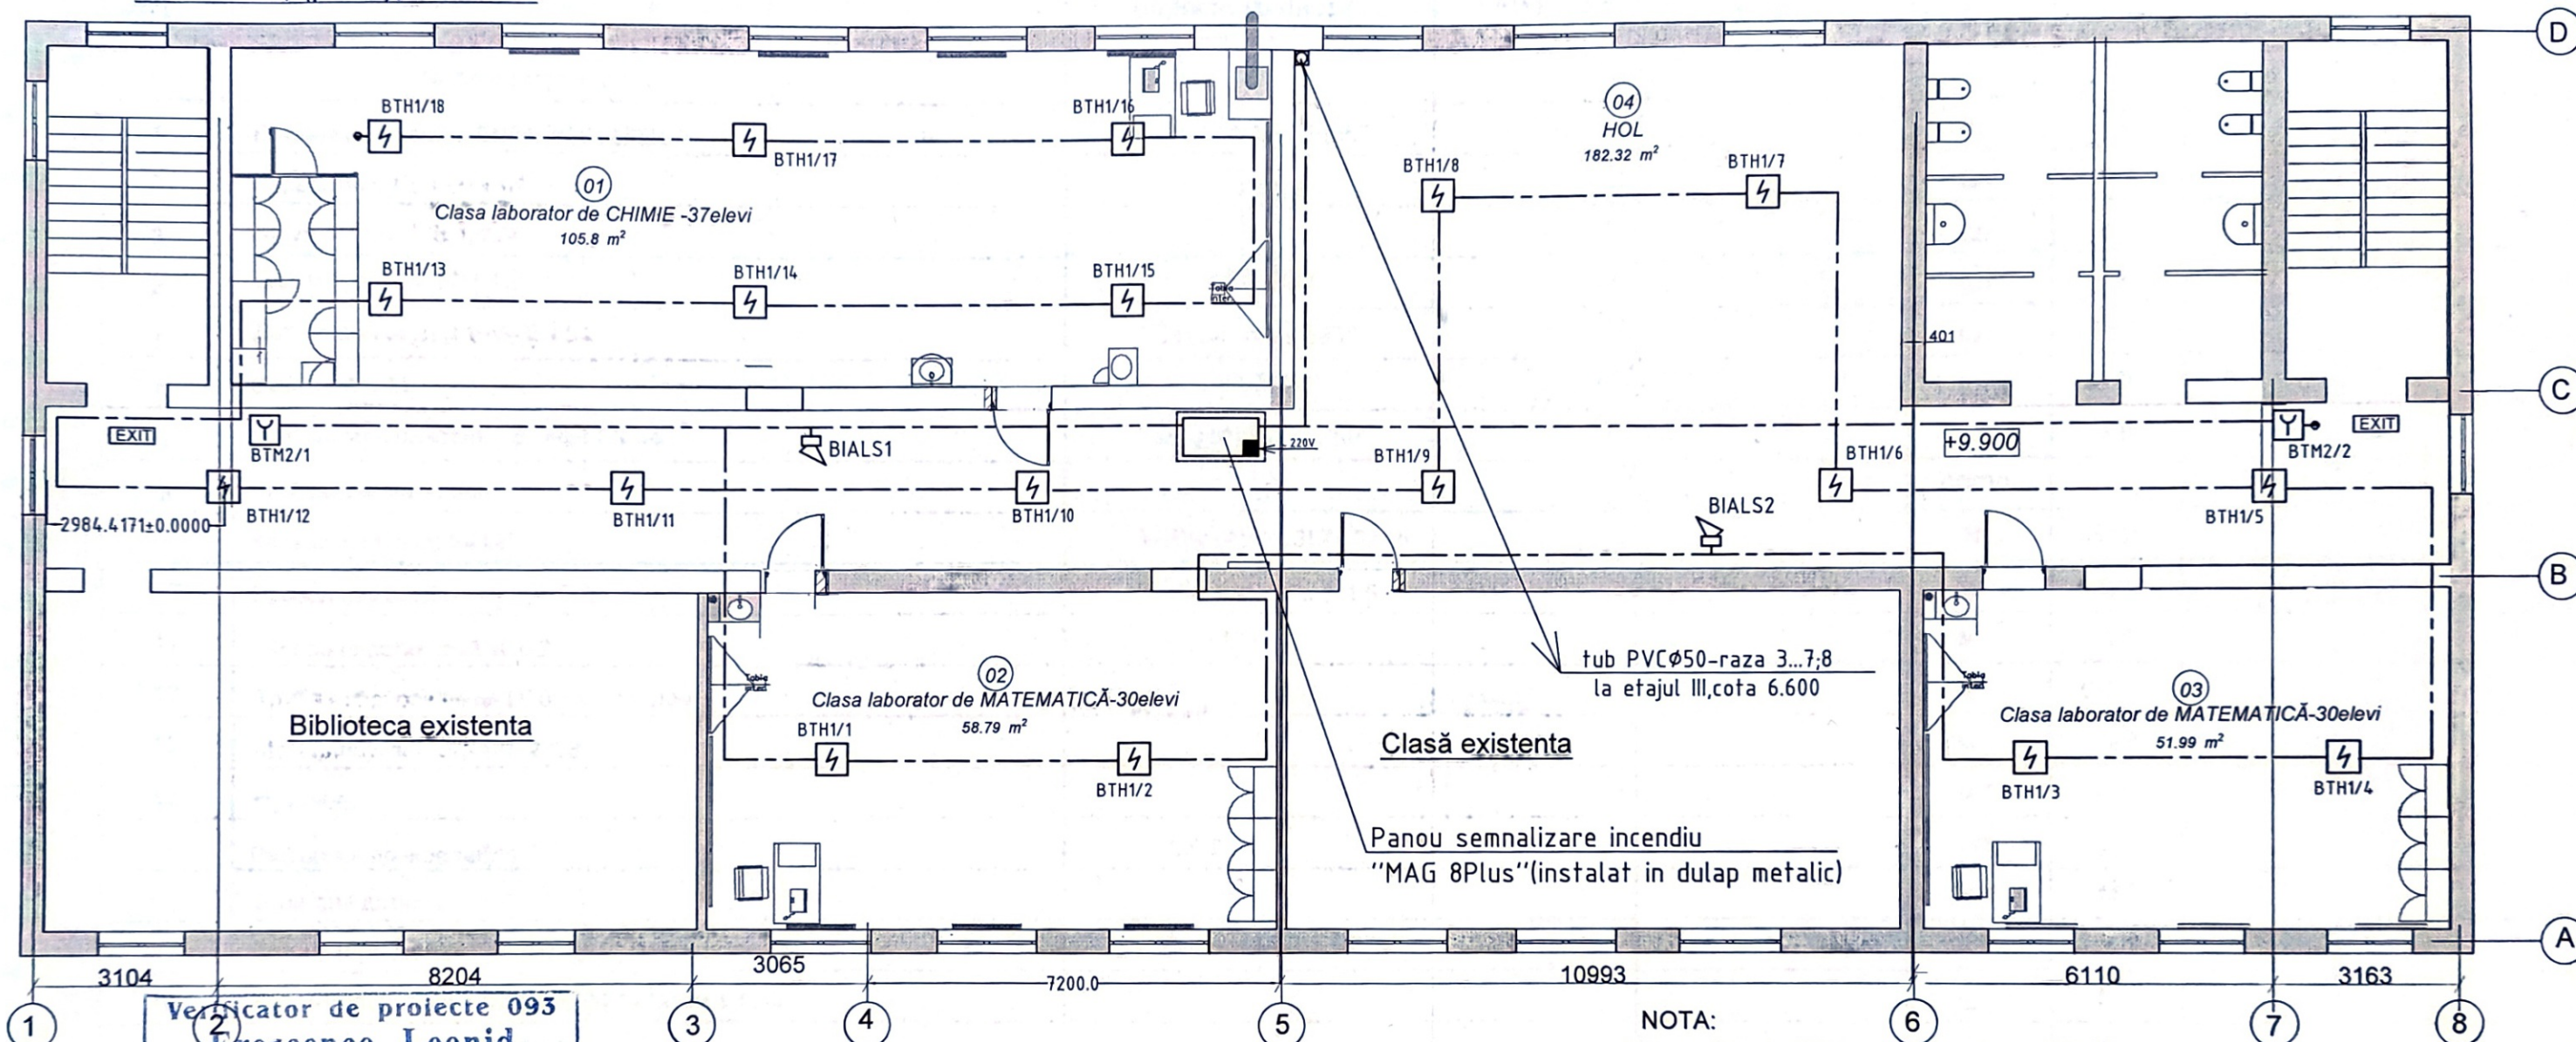 D
BTH1/18
BTH1/17
BTH1/16
01
Clasa laborator de CHIMIE -37elevi
105.8 m²
04
HOL
182.32 m²
BTH1/8
BTH1/7
BTH1/13
BTH1/14
BTH1/15
401
C
EXIT
BTM2/1
BIALS1
220V
BTH1/9
BTH1/6
+9.900
EXIT
BTM2/2
2984.4171±0.0000
BTH1/12
BTH1/11
BTH1/10
BIALS2
BTH1/5
B
02
Clasa laborator de MATEMATICĂ-30elevi
58.79 m²
BTH1/1
BTH1/2
Biblioteca existenta
tub PVCø50-raza 3...7;8
la etajul III,cota 6.600
Clasă existenta
03
Clasa laborator de MATEMATICĂ-30elevi
51.99 m²
BTH1/3
BTH1/4
Panou semnalizare incendiu
"MAG 8Plus"(instalat in dulap metalic)
A
3104
8204
3065
7200.0
10993
6110
3163
1
2
3
4
5
6
7
8
Verificator de proiecte 093
Leonid
NOTA: